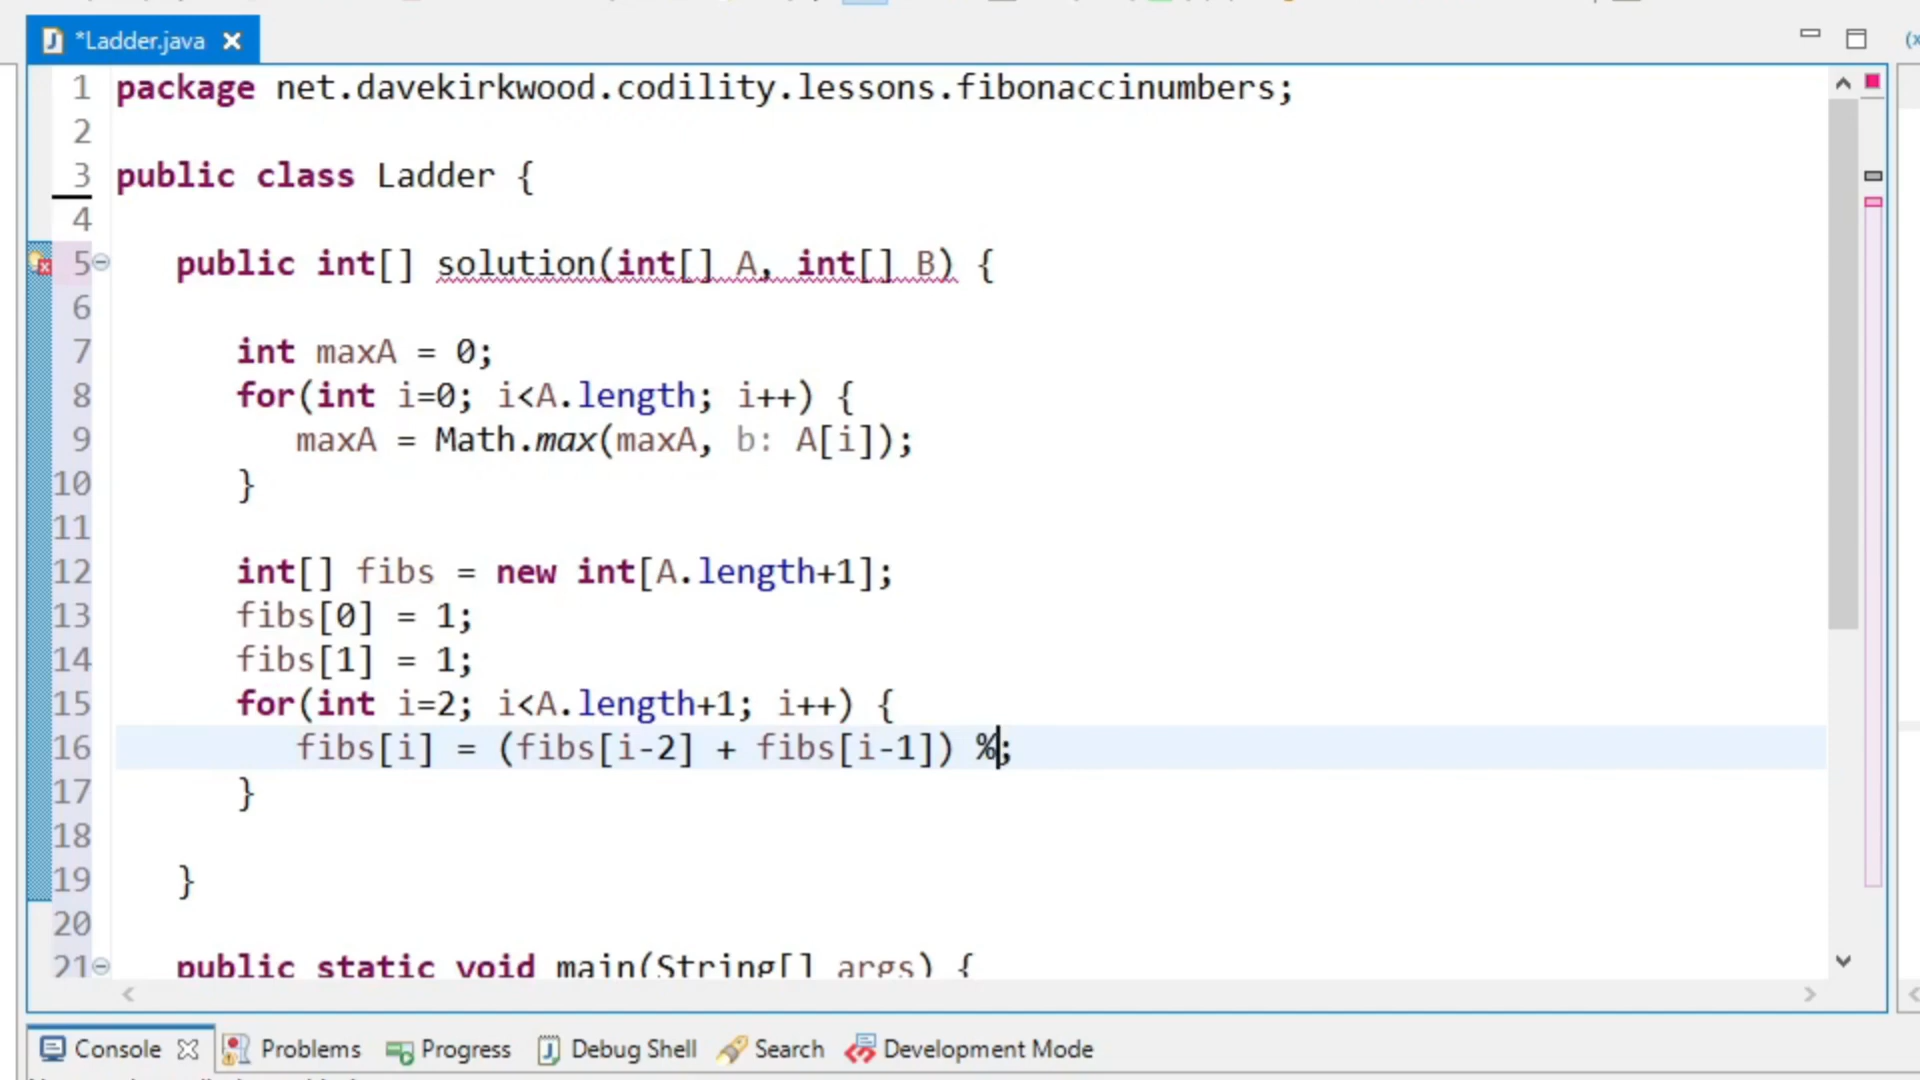 *Ladder.java
1 package net.davekirkwood.codility.lessons.fibonaccinumbers;
2
3 public class Ladder {
4
5 public int[] solution(int[] A, int[] B) {
6
7 int maxA = 0;
8 for(int i=0; i<A.length; i++) {
9 maxA = Math.max(maxA, b: A[i]);
10 }
11
12 int[] fibs = new int[A.length+1];
13 fibs[0] = 1;
14 fibs[1] = 1;
15 for(int i=2; i<A.length+1; i++) {
16 fibs[i] = (fibs[i-2] + fibs[i-1]) %;
17 }
18
19 }
20
21 public static void main(String[] args) {
Console Problems Progress Debug Shell Search Development Mode